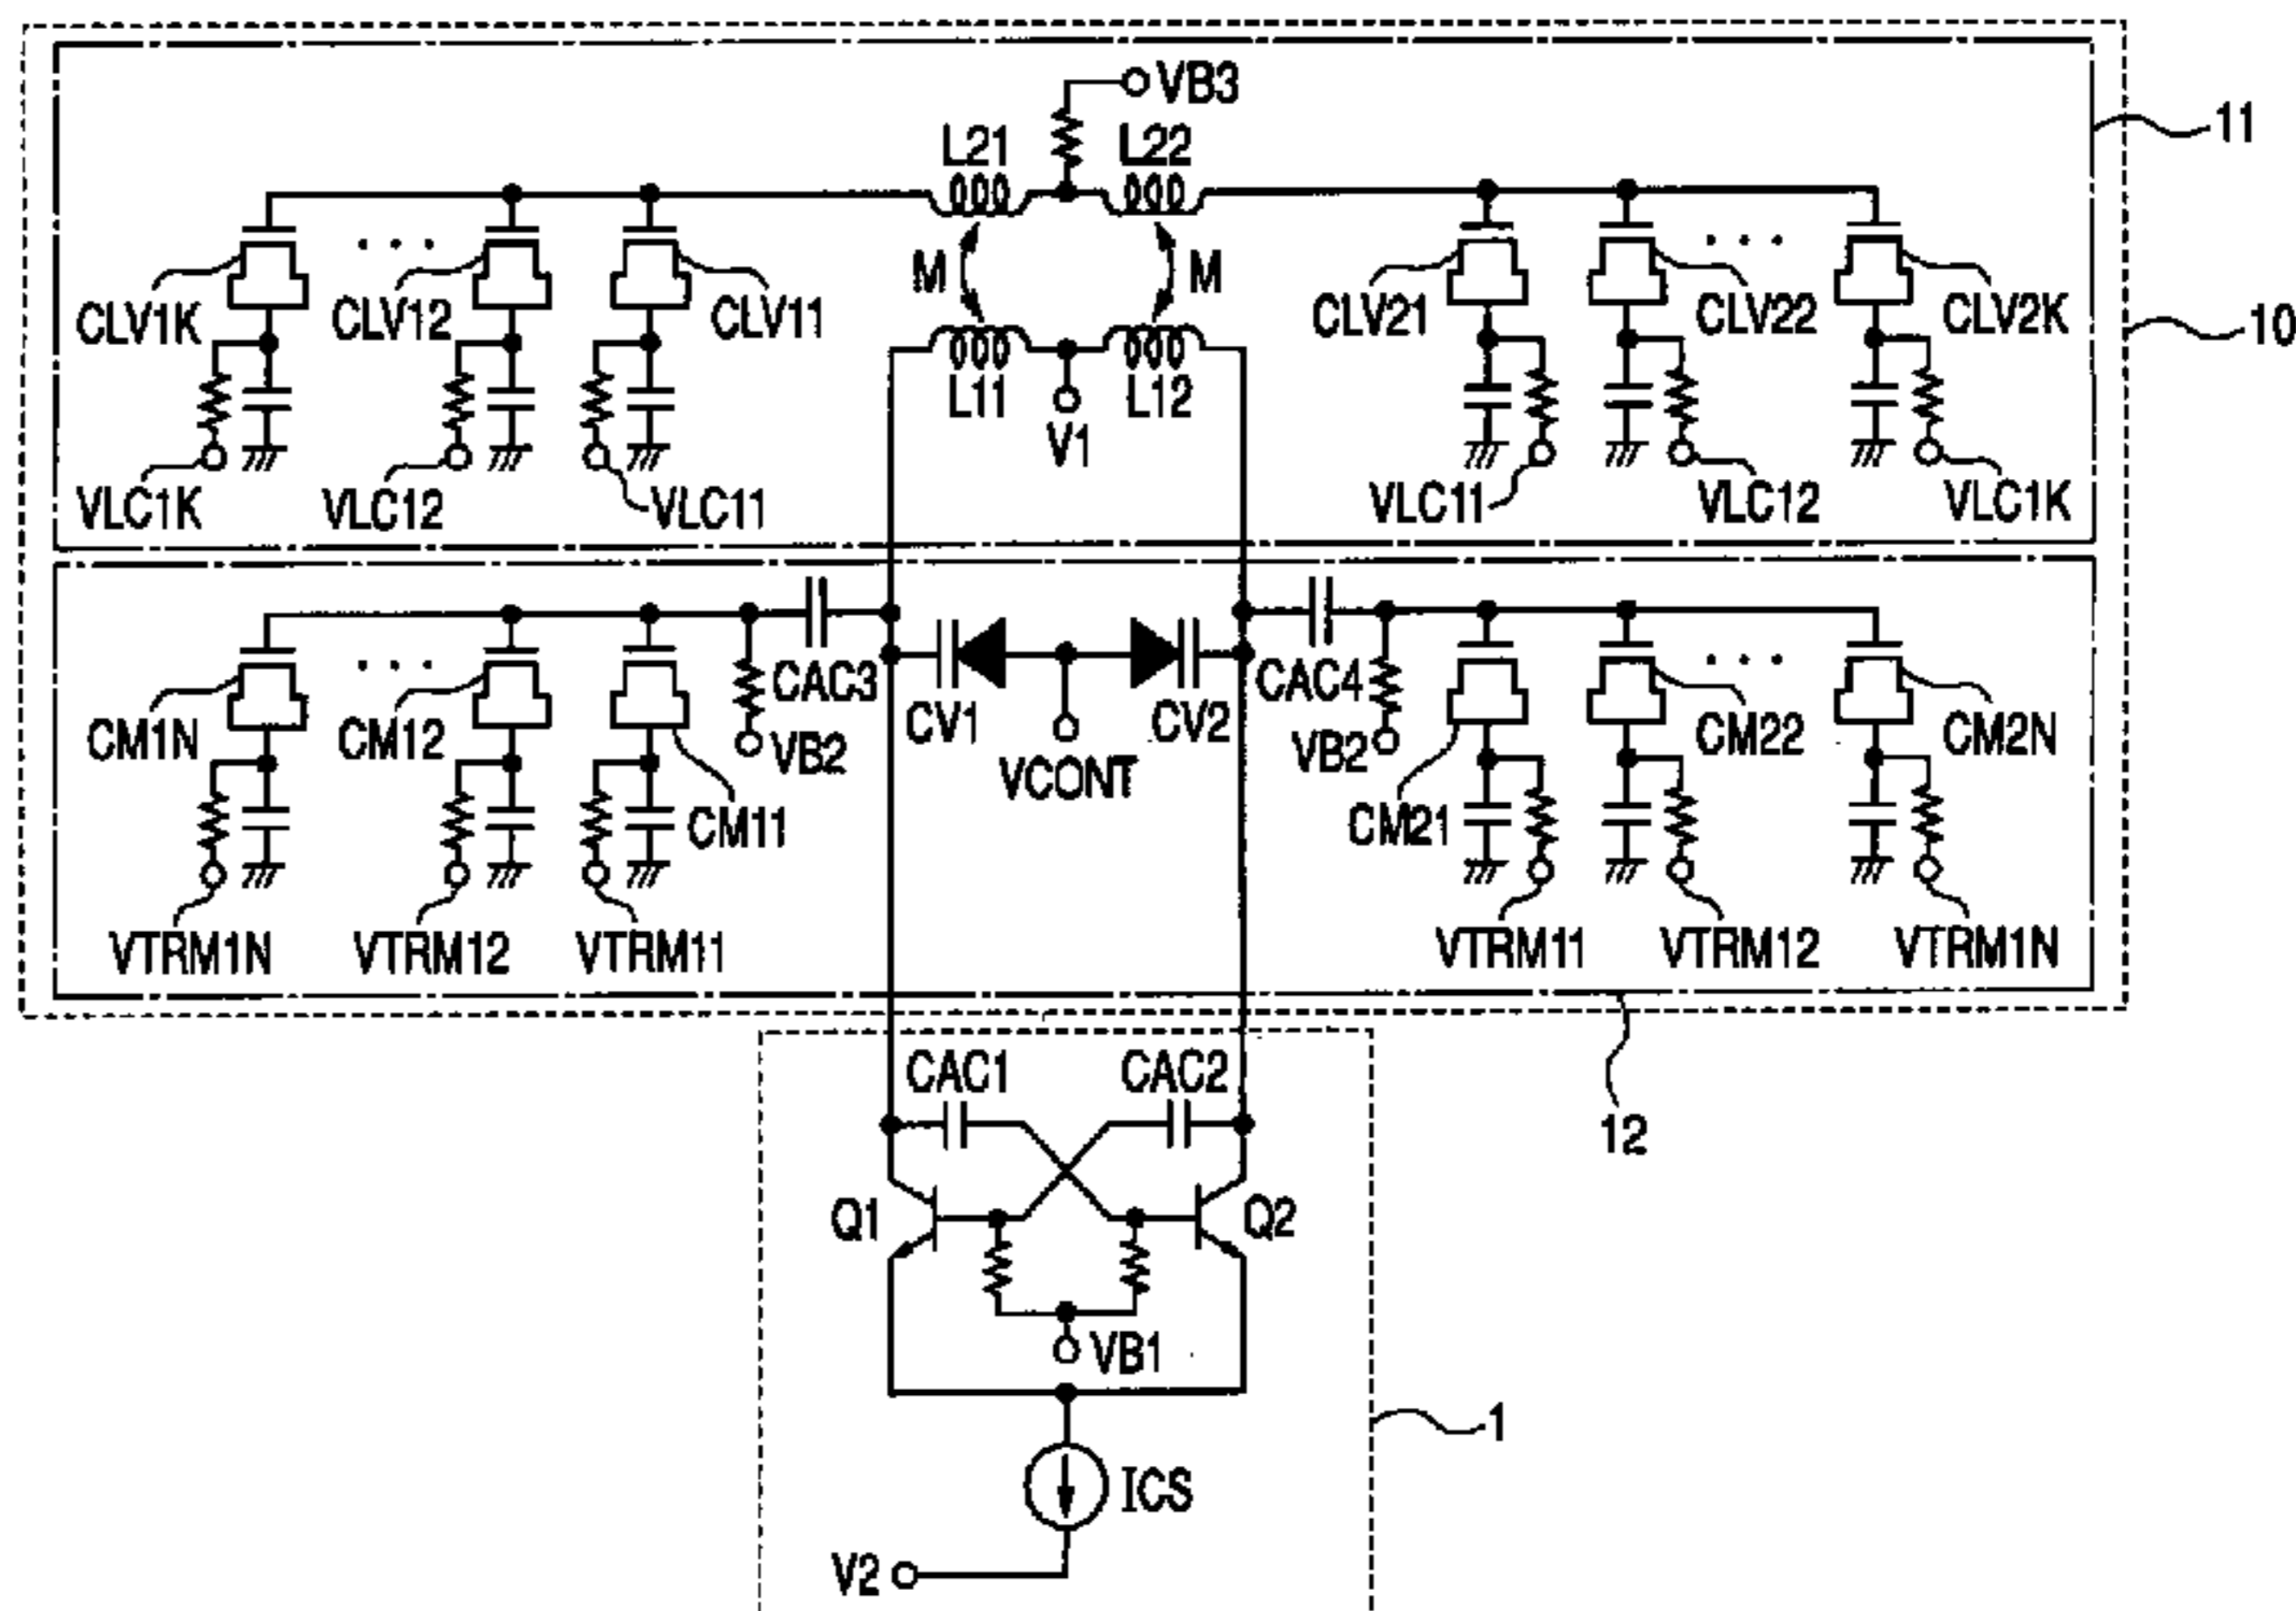 VB3
11
L21
L22
M
M
CLV1K
CLV12
CLV11
CLV21
CLV22
CLV2K
10
L11
L12
V1
VLC1K
VLC12
VLC11
VLC11
VLC12
VLC1K
CAC3
CAC4
CM1N
CM12
CV1
CV2
CM22
CM2N
VB2
VB2
VCONT
CM11
CM21
VTRM1N
VTRM12
VTRM11
VTRM11
VTRM12
VTRM1N
CAC1
CAC2
12
Q1
Q2
VB1
1
ICS
V2